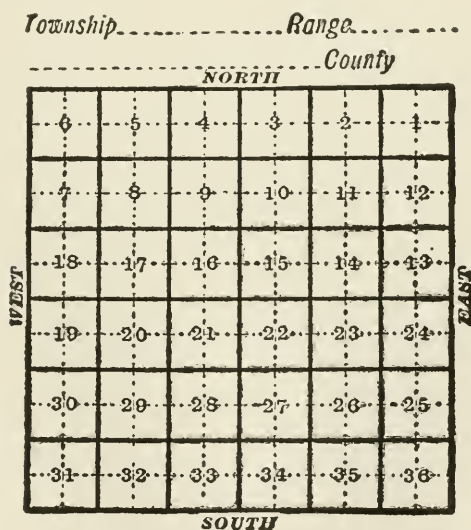 Township Range
County
NORTH
6 5 4 3 2 1
7 8 9 10 11 12
18 17 16 15 14 13
WEST
EAST
19 20 21 22 23 24
30 29 28 27 26 25
31 32 33 34 35 36
SOUTH